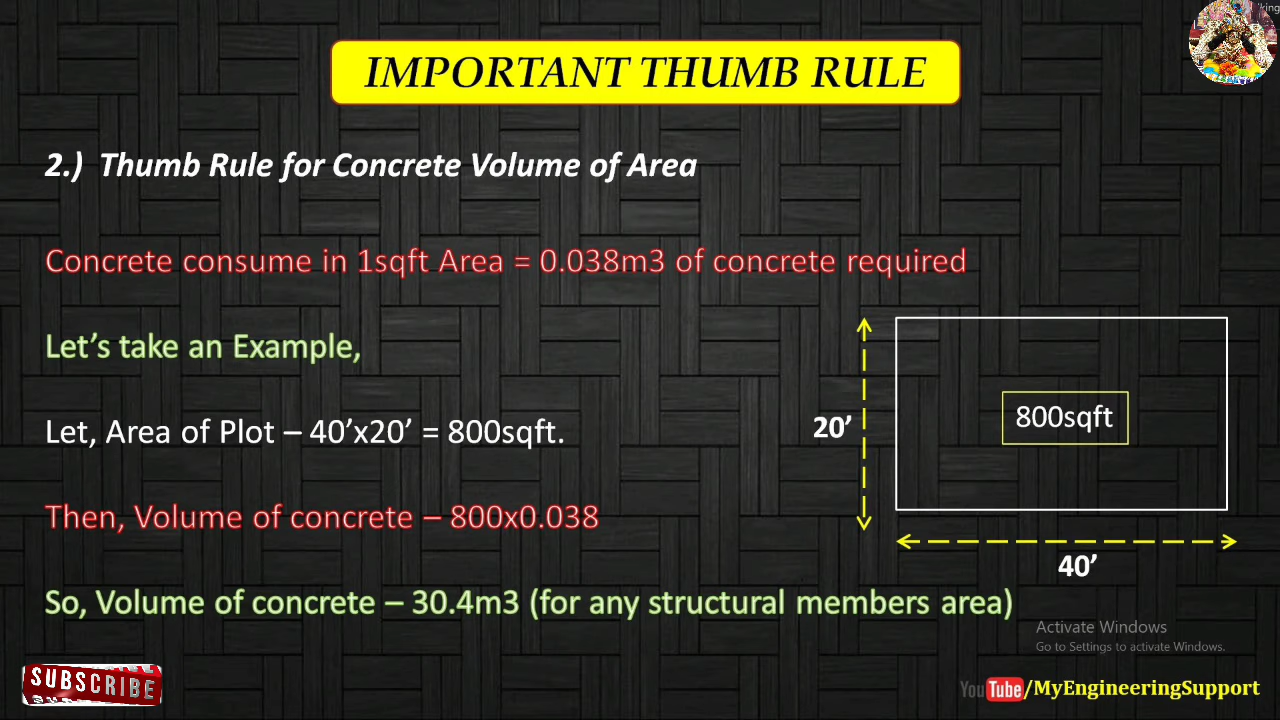 IMPORTANT THUMB RULE
2.) Thumb Rule for Concrete Volume of Area
Concrete consume in 1sqft Area = 0.038m3 of concrete required
Let's take an Example,
Let, Area of Plot – 40'x20' = 800sqft.
20'
800sqft
Then, Volume of concrete – 800x0.038
40'
So, Volume of concrete – 30.4m3 (for any structural members area)
Activate Windows
Go to Settings to activate Windows.
SUBSCRIBE
YouTube/MyEngineeringSupport